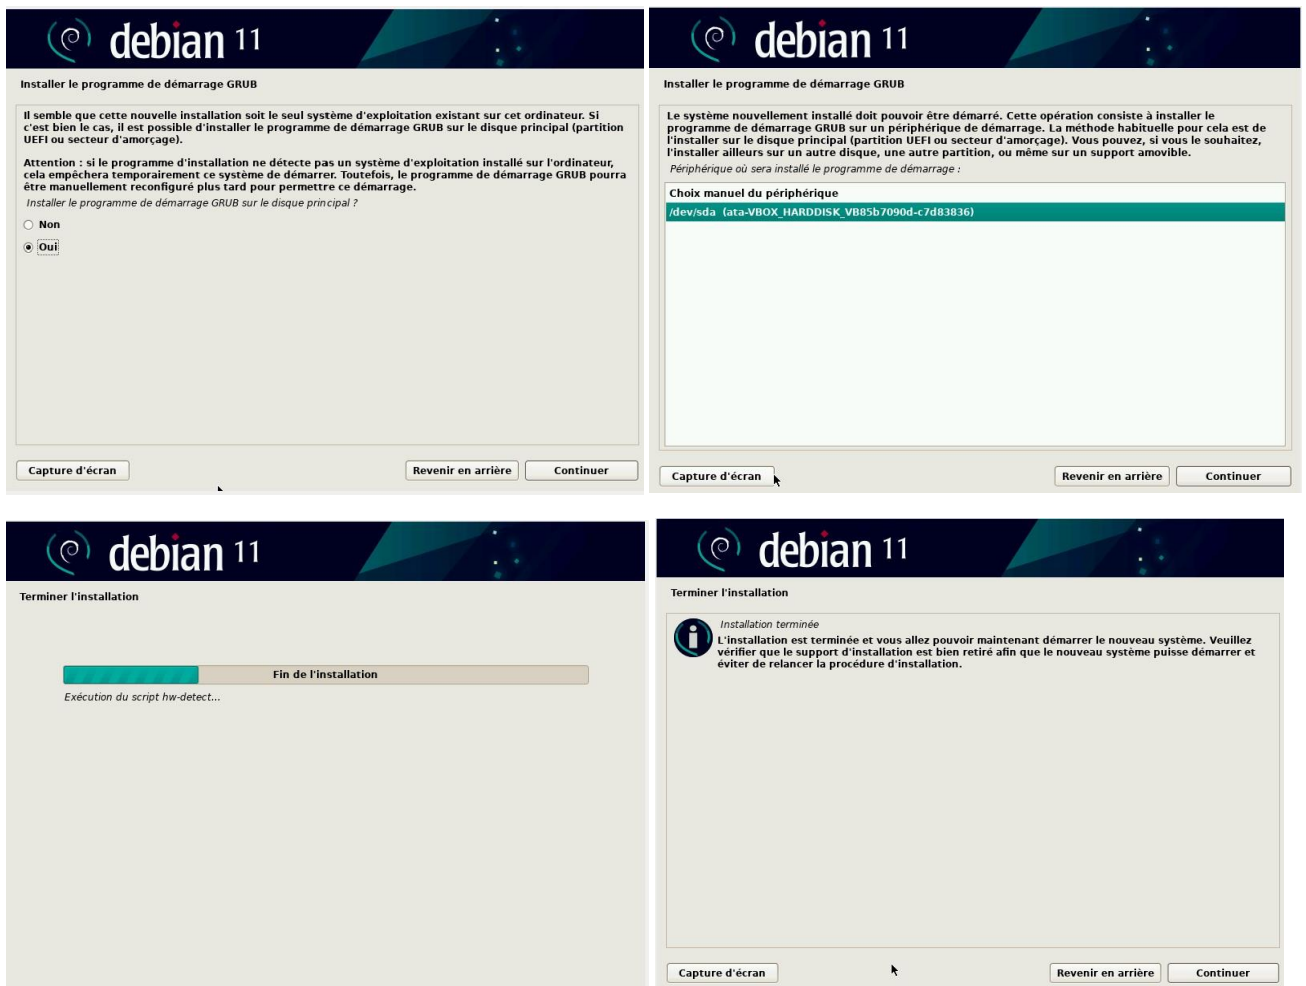 debian 11
Installer le programme de démarrage GRUB
Il semble que cette nouvelle installation soit le seul système d'exploitation existant sur cet ordinateur. Si
c'est bien le cas, il est possible d'installer le programme de démarrage GRUB sur le disque principal (partition
UEFI ou secteur d'amorçage).
Attention : si le programme d'installation ne détecte pas un système d'exploitation installé sur l'ordinateur,
cela empêchera temporairement ce système de démarrer. Toutefois, le programme de démarrage GRUB pourra
être manuellement reconfiguré plus tard pour permettre ce démarrage.
Installer le programme de démarrage GRUB sur le disque principal ?
Non
Oui
Capture d'écran
Revenir en arrière
Continuer
debian 11
Installer le programme de démarrage GRUB
Le système nouvellement installé doit pouvoir être démarré. Cette opération consiste à installer le
programme de démarrage GRUB sur un périphérique de démarrage. La méthode habituelle pour cela est de
l'installer sur le disque principal (partition UEFI ou secteur d'amorçage). Vous pouvez, si vous le souhaitez,
l'installer ailleurs sur un autre disque, une autre partition, ou même sur un support amovible.
Périphérique où sera installé le programme de démarrage :
Choix manuel du périphérique
/dev/sda (ata-VBOX_HARDDISK_VB85b7090d-c7d83836)
Capture d'écran
Revenir en arrière
Continuer
debian 11
Terminer l'installation
Fin de l'installation
Exécution du script hw-detect...
debian 11
Terminer l'installation
Installation terminée
L'installation est terminée et vous allez pouvoir maintenant démarrer le nouveau système. Veuillez
vérifier que le support d'installation est bien retiré afin que le nouveau système puisse démarrer et
éviter de relancer la procédure d'installation.
Capture d'écran
Revenir en arrière
Continuer